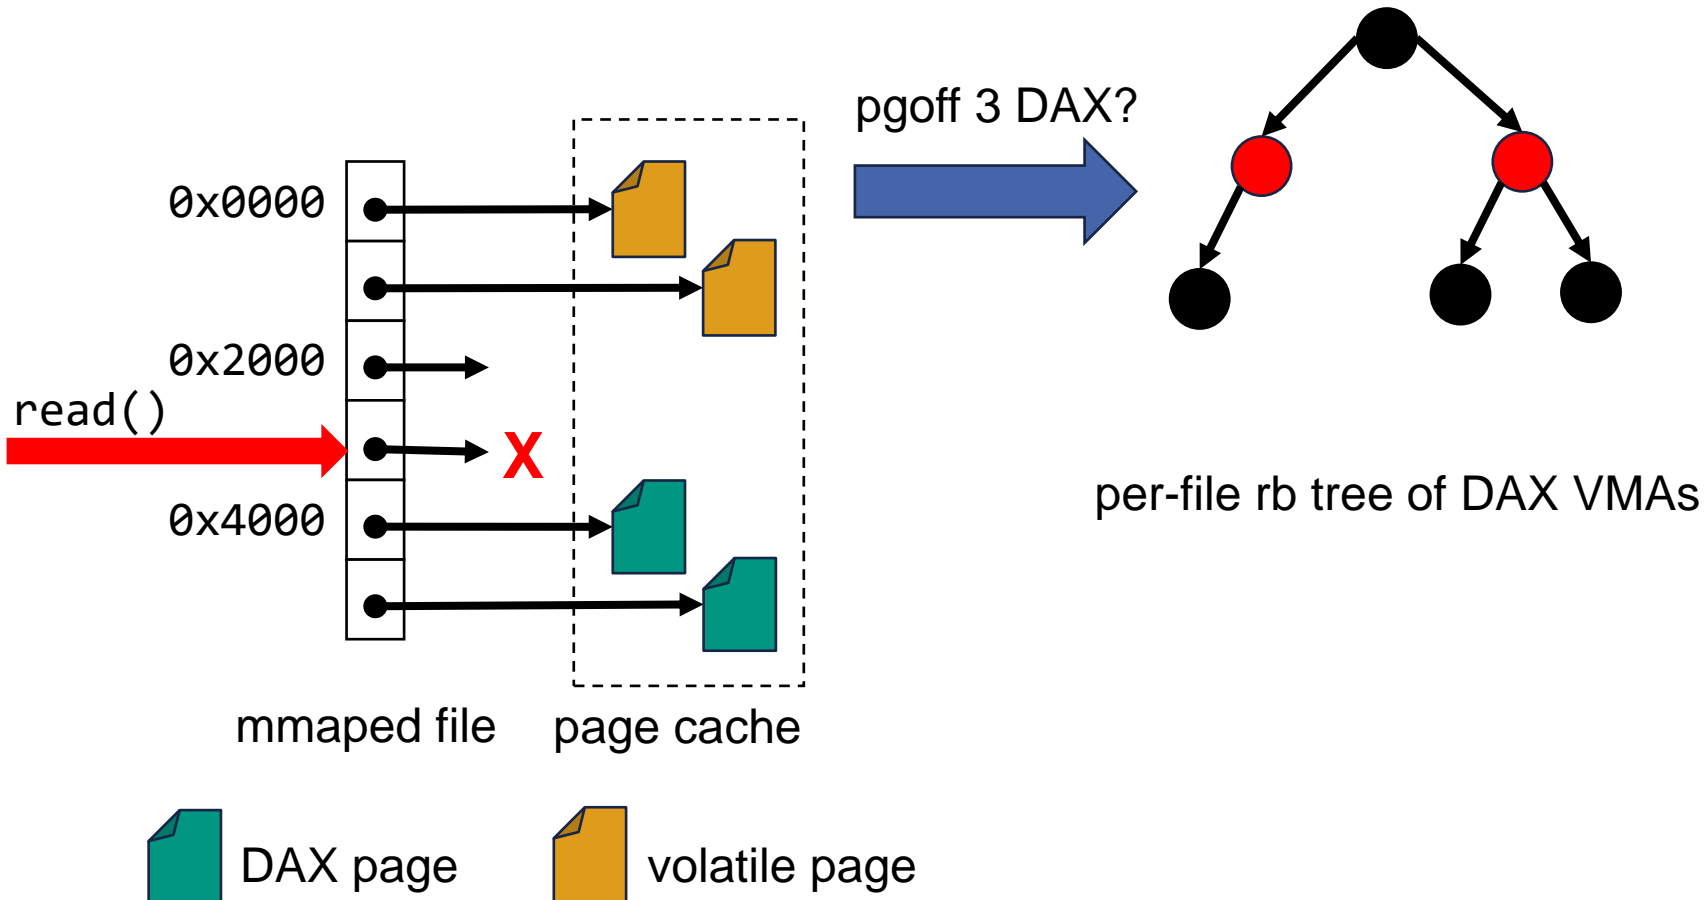 pgoff 3 DAX?
0x0000
0x2000
read()
X
0x4000
per-file rb tree of DAX VMAs
mmaped file
page cache
DAX page
volatile page